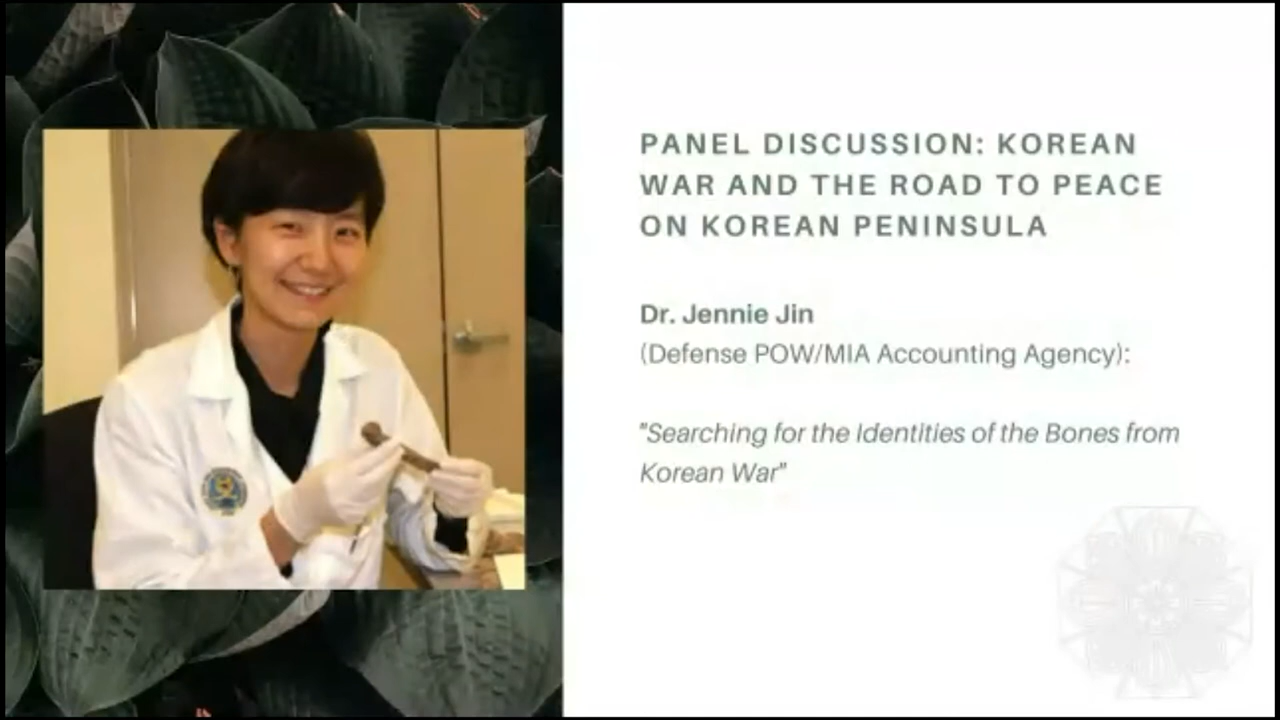 PANEL DISCUSSION: KOREAN
WAR AND THE ROAD TO PEACE
ON KOREAN PENINSULA
Dr. Jennie Jin
(Defense POW/MIA Accounting Agency):
"Searching for the Identities of the Bones from
Korean War"